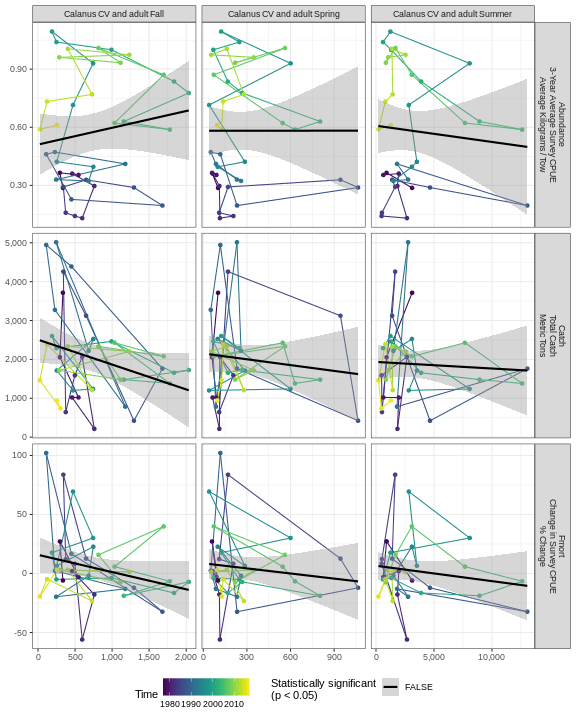 Calanus CV and adult Fall
Calanus CV and adult Spring
Calanus CV and adult Summer
0.90
0.60
0.30
Abundance
3-Year Average Survey CPUE
Average Kilograms / Tow
5,000
4,000
3,000
2,000
1,000
0
Catch
Total Catch
Metric Tons
100
50
0
-50
Fmort
Change in Survey CPUE
% Change
0
500
1,000
1,500
2,000
0
300
600
900
0
5,000
10,000
Time
1980 1990 2000 2010
Statistically significant
(p < 0.05)
FALSE